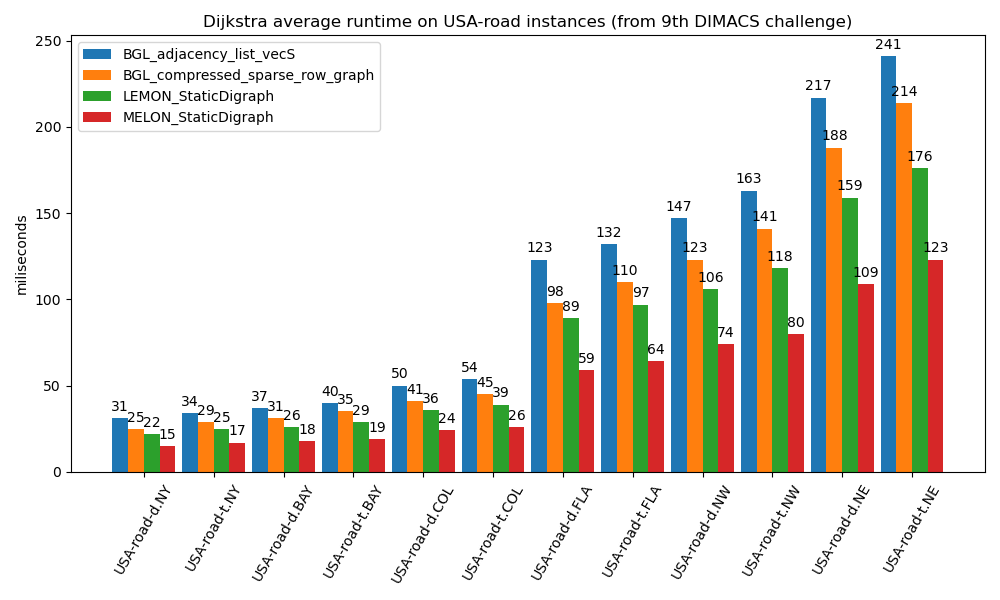 Dijkstra average runtime on USA-road instances (from 9th DIMACS challenge)
BGL_adjacency_list_vecS
BGL_compressed_sparse_row_graph
LEMON_StaticDigraph
MELON_StaticDigraph
miliseconds
250
200
150
100
50
0
31 25 22 15
34 29 25 17
37 31 26 18
40 35 29 19
50 41 36 24
54 45 39 26
123 98 89 59
132 110 97 64
147 123 106 74
163 141 118 80
217 188 159 109
241 214 176 123
USA-road-d.NY
USA-road-t.NY
USA-road-d.BAY
USA-road-t.BAY
USA-road-d.COL
USA-road-t.COL
USA-road-d.FLA
USA-road-t.FLA
USA-road-d.NW
USA-road-t.NW
USA-road-d.NE
USA-road-t.NE